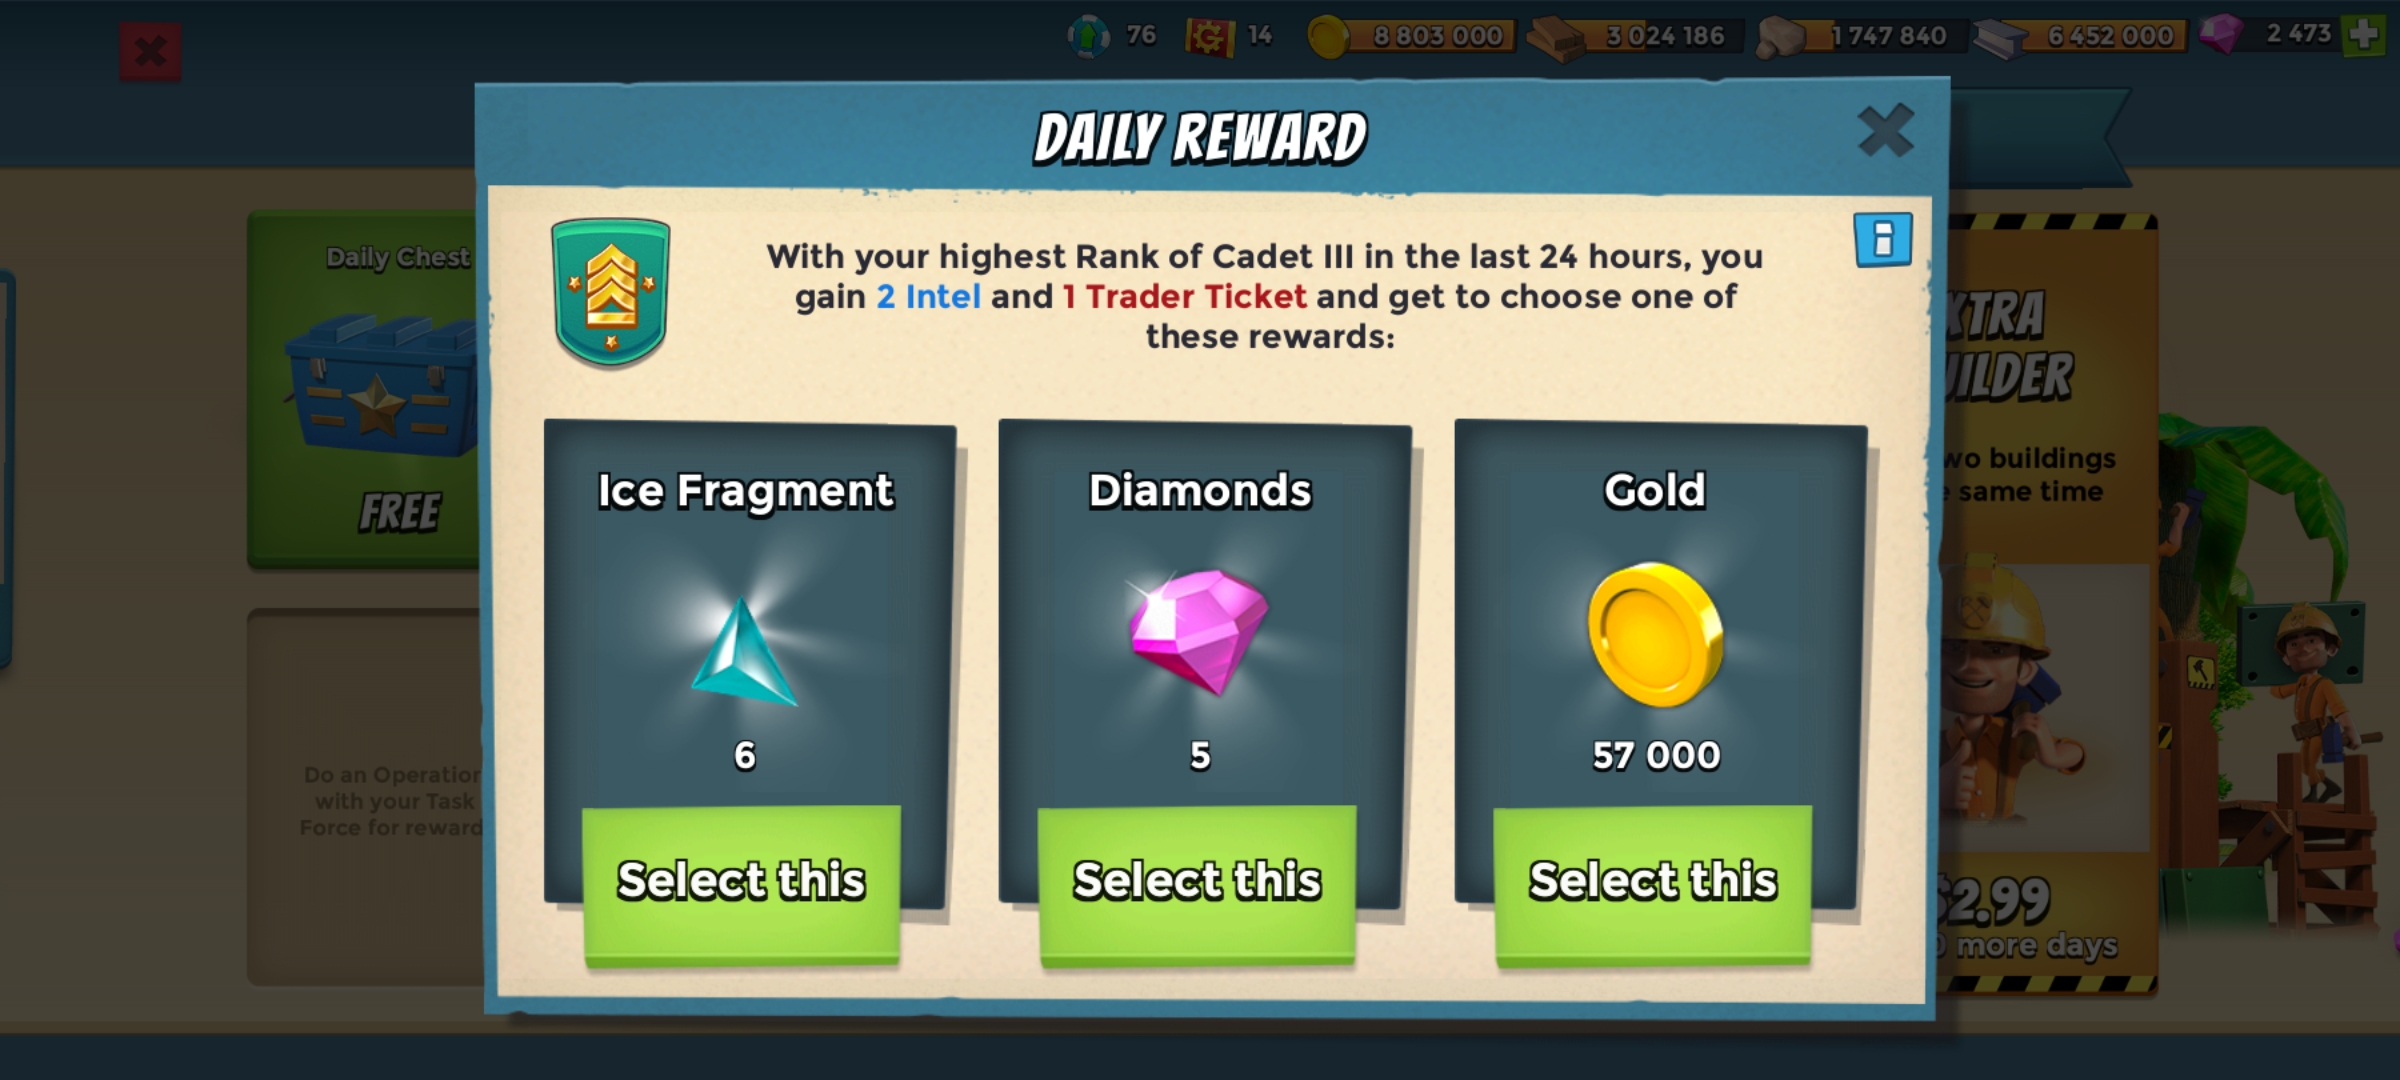 76
14
8 803 000
3 024 186
1 747 840
6 452 000
2 473
DAILY REWARD
With your highest Rank of Cadet III in the last 24 hours, you
gain 2 Intel and 1 Trader Ticket and get to choose one of
these rewards:
Daily Chest
FREE
Do an Operation
with your Task
Force for reward
Ice Fragment
6
Select this
Diamonds
5
Select this
Gold
57 000
Select this
XTRA
UILDER
wo buildings
same time
$2.99
more days